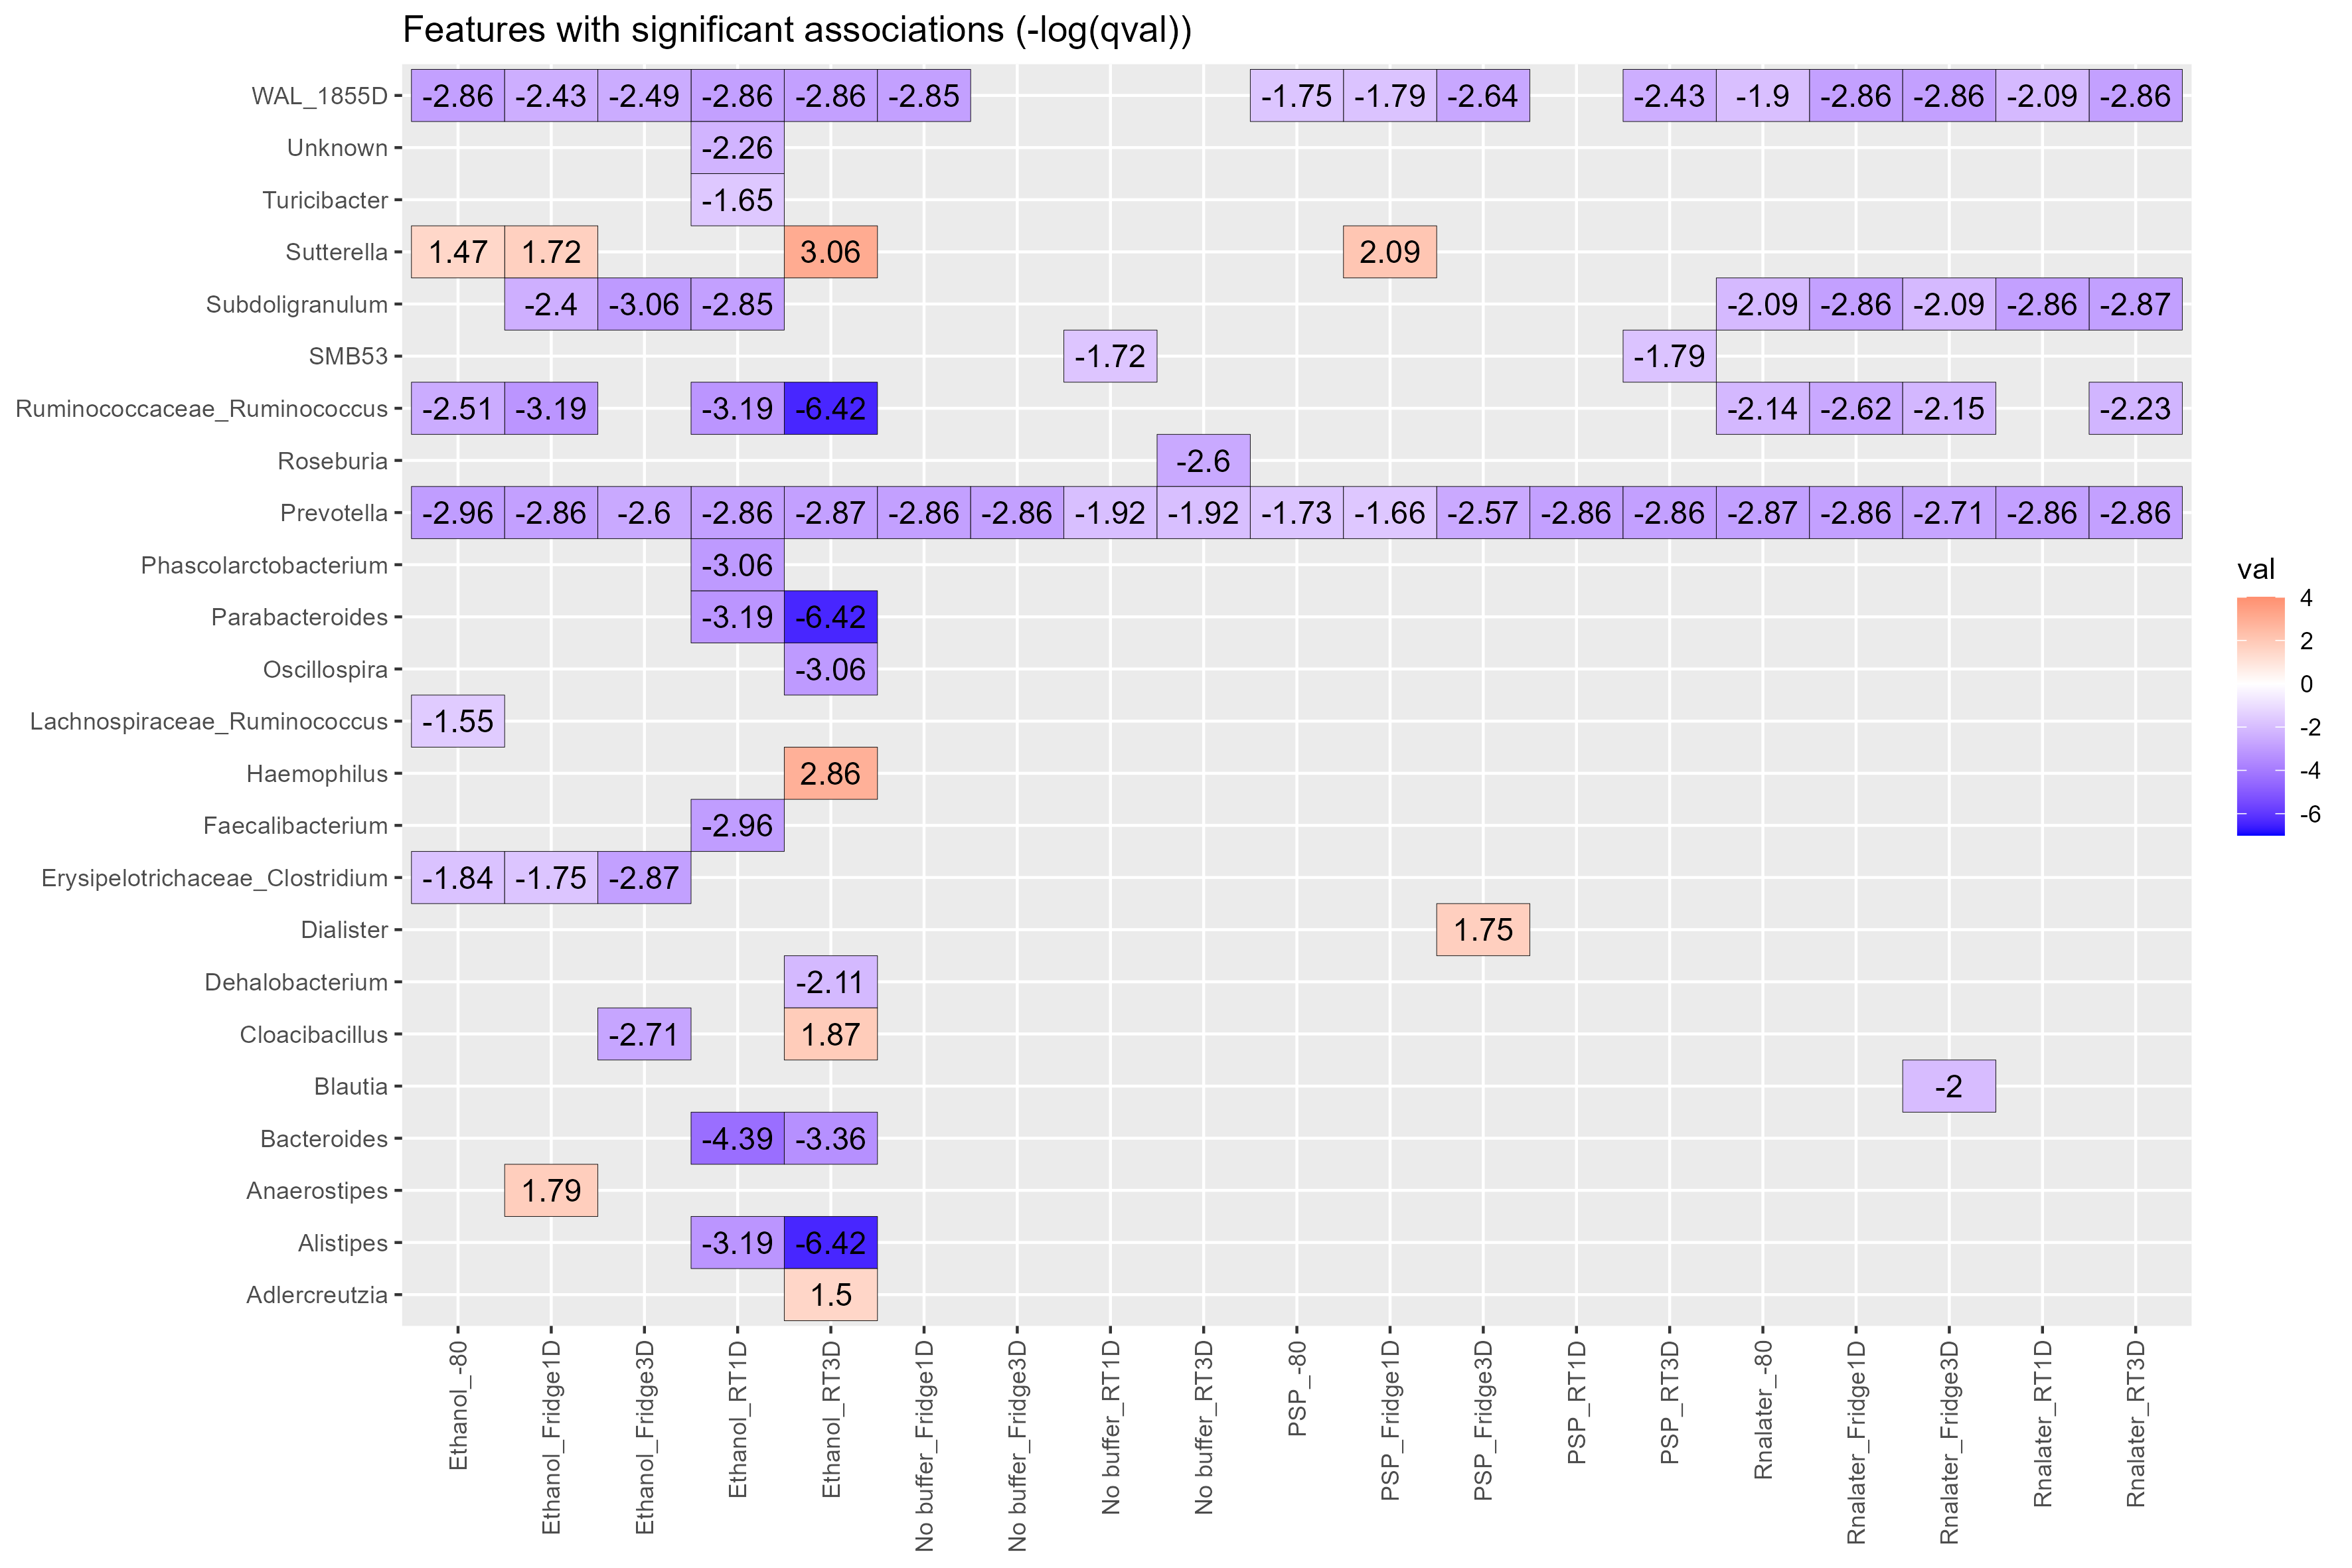 Features with significant associations (-log(qval))
WAL_1855D -2.86 -2.43 -2.49 -2.86 -2.86 -2.85 -1.75 -1.79 -2.64 -2.43 -1.9 -2.86 -2.86 -2.09 -2.86
Unknown -2.26
Turicibacter -1.65
Sutterella 1.47 1.72 3.06 2.09
Subdoligranulum -2.4 -3.06 -2.85 -2.09 -2.86 -2.09 -2.86 -2.87
SMB53 -1.72 -1.79
Ruminococcaceae_Ruminococcus -2.51 -3.19 -3.19 -6.42 -2.14 -2.62 -2.15 -2.23
Roseburia -2.6
Prevotella -2.96 -2.86 -2.6 -2.86 -2.87 -2.86 -2.86 -1.92 -1.92 -1.73 -1.66 -2.57 -2.86 -2.86 -2.87 -2.86 -2.71 -2.86 -2.86
Phascolarctobacterium -3.06
Parabacteroides -3.19 -6.42
Oscillospira -3.06
Lachnospiraceae_Ruminococcus -1.55
Haemophilus 2.86
Faecalibacterium -2.96
Erysipelotrichaceae_Clostridium -1.84 -1.75 -2.87
Dialister 1.75
Dehalobacterium -2.11
Cloacibacillus -2.71 1.87
Blautia -2
Bacteroides -4.39 -3.36
Anaerostipes 1.79
Alistipes -3.19 -6.42
Adlercreutzia 1.5
Ethanol_-80
Ethanol_Fridge1D
Ethanol_Fridge3D
Ethanol_RT1D
Ethanol_RT3D
No buffer_Fridge1D
No buffer_Fridge3D
No buffer_RT1D
No buffer_RT3D
PSP_-80
PSP_Fridge1D
PSP_Fridge3D
PSP_RT1D
PSP_RT3D
Rnalater_-80
Rnalater_Fridge1D
Rnalater_Fridge3D
Rnalater_RT1D
Rnalater_RT3D
val
4
2
0
-2
-4
-6